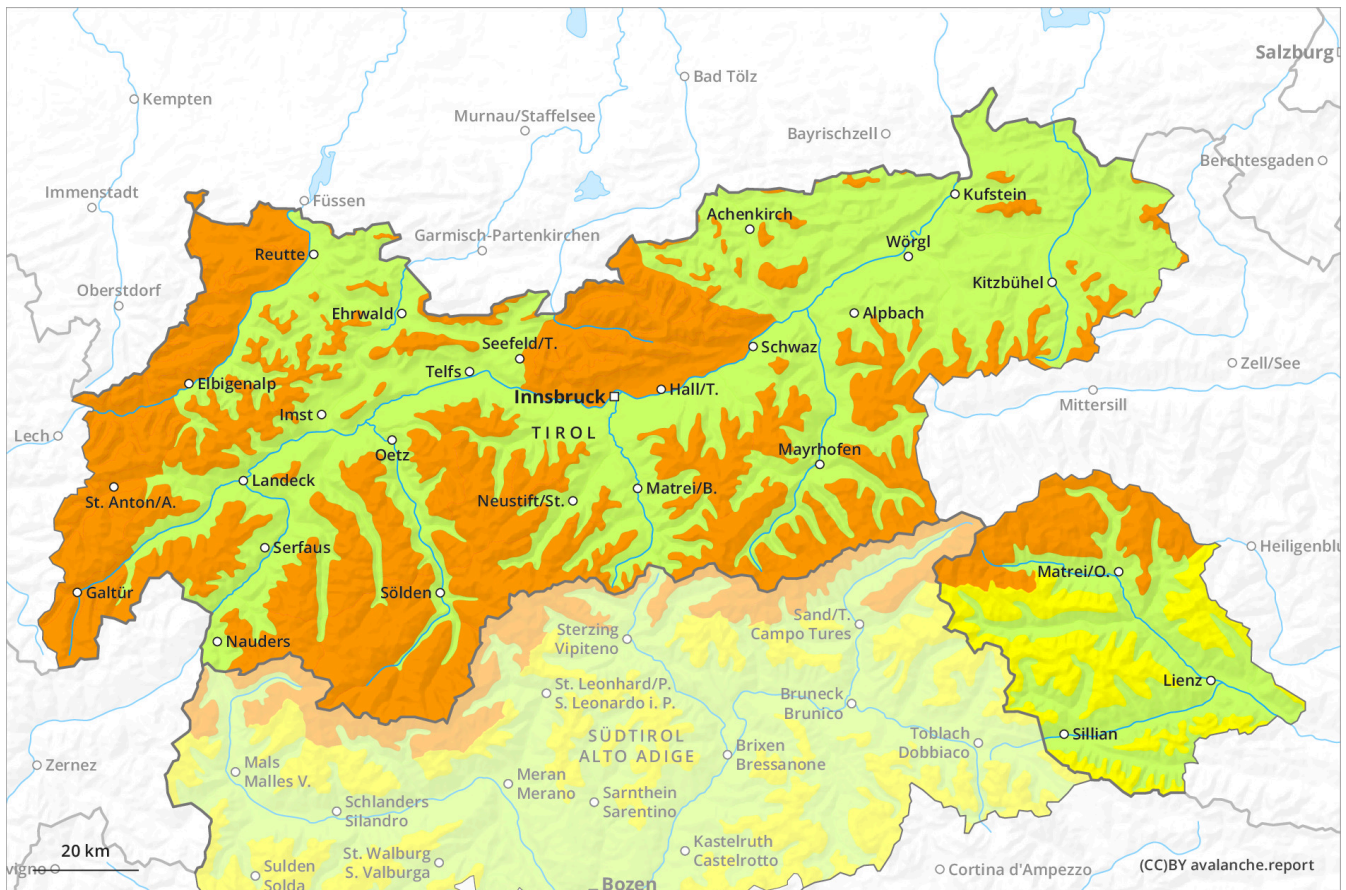 Salzburg
Bad Tölz
Kempten
Murnau/Staffelsee
Bayrischzell
Berchtesgaden
Immenstadt
Füssen
Kufstein
Achenkirch
Garmisch-Partenkirchen
Reutte
Wörgl
Oberstdorf
Kitzbühel
Ehrwald
Alpbach
Seefeld/T.
Schwaz
Zell/See
Telfs
Elbigenalp
Hall/T.
Innsbruck
Mittersill
Imst
Lech
TIROL
Oetz
Mayrhofen
Landeck
St. Anton/A.
Neustift/St.
Matrei/B.
Serfaus
Heiligenblu
Matrei/O.
Galtür
Sölden
Sand/T.
Campo Tures
Sterzing
Vipiteno
Nauders
Lienz
St. Leonhard/P.
S. Leonardo i. P.
Bruneck
Brunico
SÜDTIROL
ALTO ADIGE
Toblach
Dobbiaco
Sillian
Brixen
Bressanone
Zernez
Mals
Malles V.
Meran
Merano
Sarnthein
Sarentino
Schlanders
Silandro
20 km
St. Walburg
S. Valburga
Kastelruth
Castelrotto
vigno
Sulden
Solda
Cortina d'Ampezzo
(CC)BY avalanche.report
Bozen